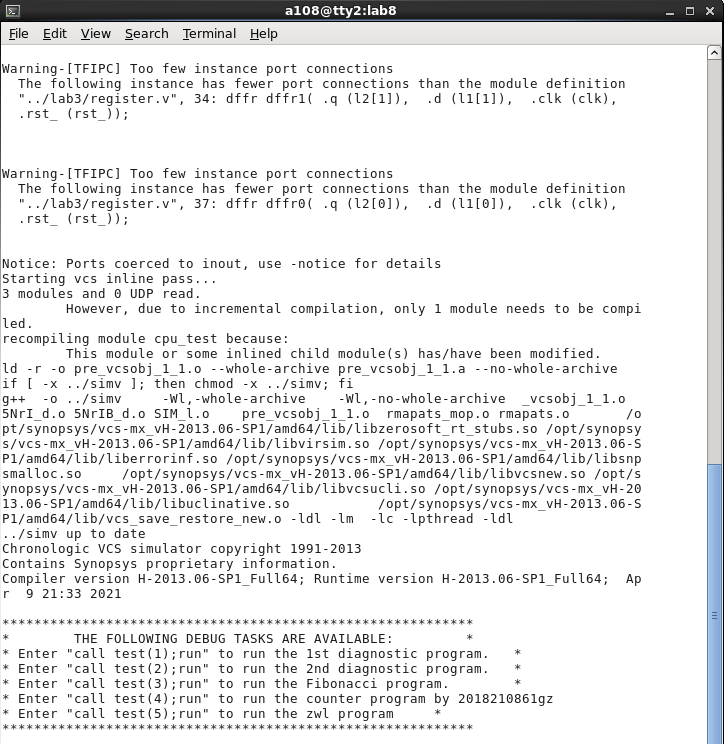 a108@tty2:lab8
File Edit View Search Terminal Help
Warning-[TFIPC] Too few instance port connections
The following instance has fewer port connections than the module definition
"../lab3/register.v", 34: dffr dffr1( .q (l2[1]),  .d (l1[1]),  .clk (clk),
.rst_ (rst_));
Warning-[TFIPC] Too few instance port connections
The following instance has fewer port connections than the module definition
"../lab3/register.v", 37: dffr dffr0( .q (l2[0]),  .d (l1[0]),  .clk (clk),
.rst_ (rst_));
Notice: Ports coerced to inout, use -notice for details
Starting vcs inline pass...
3 modules and 0 UDP read.
However, due to incremental compilation, only 1 module needs to be compi
led.
recompiling module cpu_test because:
This module or some inlined child module(s) has/have been modified.
ld -r -o pre_vcsobj_1_1.o --whole-archive pre_vcsobj_1_1.a --no-whole-archive
if [ -x ../simv ]; then chmod -x ../simv; fi
g++  -o ../simv     -Wl,-whole-archive    -Wl,-no-whole-archive  _vcsobj_1_1.o
5NrI_d.o 5NrIB_d.o SIM_l.o    pre_vcsobj_1_1.o  rmapats_mop.o rmapats.o       /o
pt/synopsys/vcs-mx_vH-2013.06-SP1/amd64/lib/libzerosoft_rt_stubs.so /opt/synopsy
s/vcs-mx_vH-2013.06-SP1/amd64/lib/libvirsim.so /opt/synopsys/vcs-mx_vH-2013.06-S
P1/amd64/lib/liberrorinf.so /opt/synopsys/vcs-mx_vH-2013.06-SP1/amd64/lib/libsnp
smalloc.so     /opt/synopsys/vcs-mx_vH-2013.06-SP1/amd64/lib/libvcsnew.so /opt/s
ynopsys/vcs-mx_vH-2013.06-SP1/amd64/lib/libvcsucli.so /opt/synopsys/vcs-mx_vH-20
13.06-SP1/amd64/lib/libuclinative.so           /opt/synopsys/vcs-mx_vH-2013.06-S
P1/amd64/lib/vcs_save_restore_new.o -ldl -lm  -lc -lpthread -ldl
../simv up to date
Chronologic VCS simulator copyright 1991-2013
Contains Synopsys proprietary information.
Compiler version H-2013.06-SP1_Full64; Runtime version H-2013.06-SP1_Full64;  Ap
r  9 21:33 2021
***********************************************************
*        THE FOLLOWING DEBUG TASKS ARE AVAILABLE:         *
* Enter "call test(1);run" to run the 1st diagnostic program.   *
* Enter "call test(2);run" to run the 2nd diagnostic program.   *
* Enter "call test(3);run" to run the Fibonacci program.        *
* Enter "call test(4);run" to run the counter program by 2018210861gz
* Enter "call test(5);run" to run the zwl program     *
***********************************************************